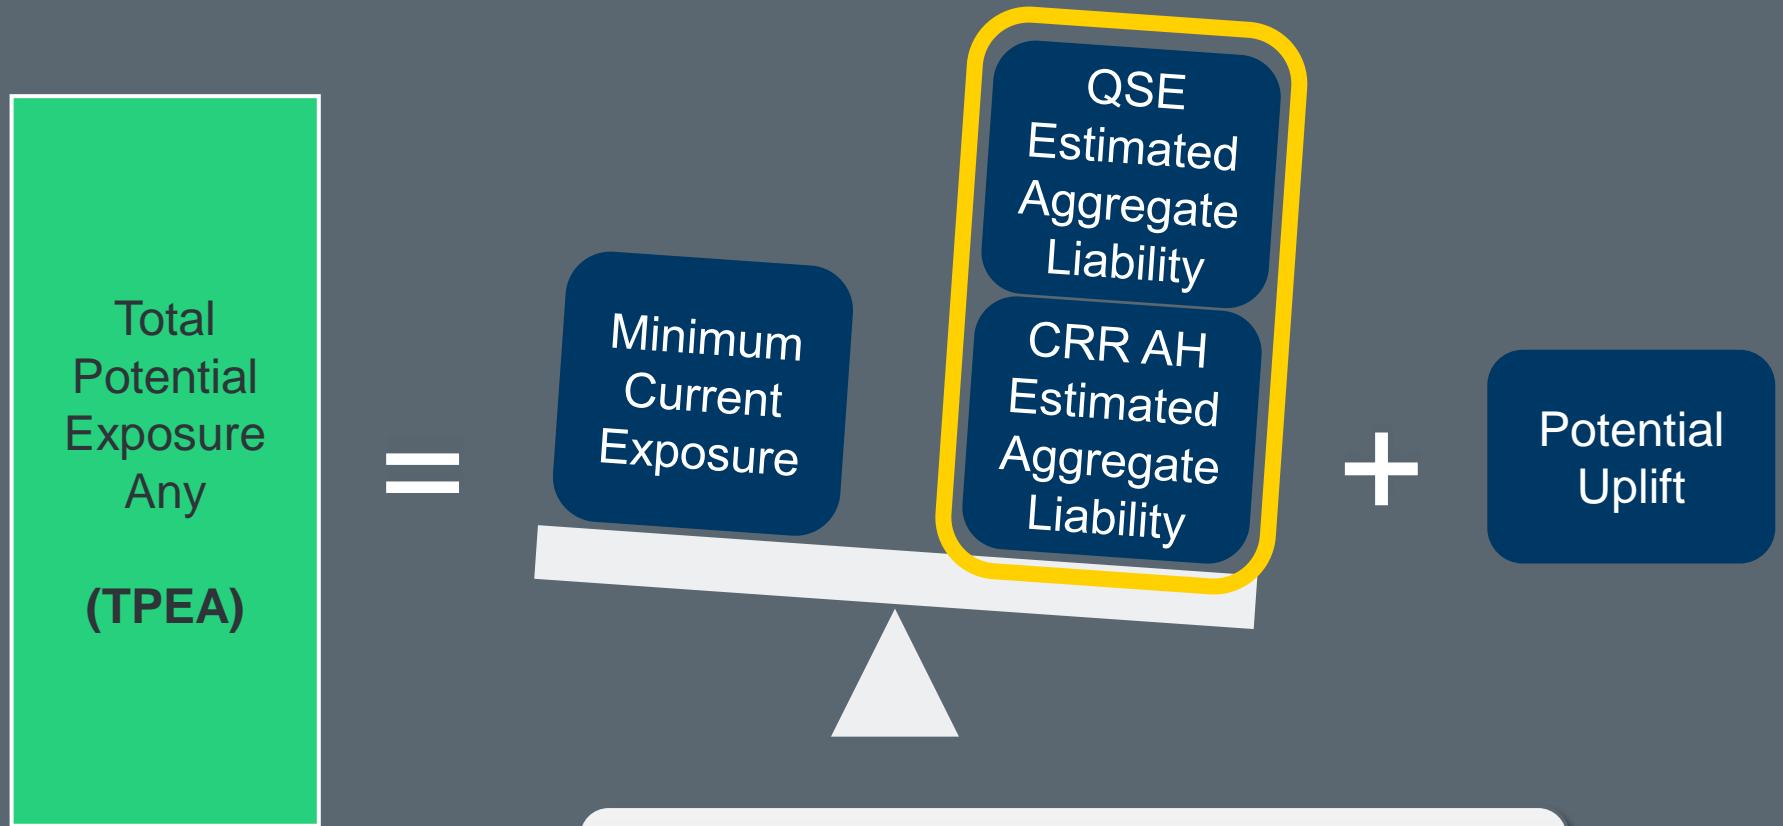 Total
Potential
Exposure
Any
(TPEA)
=
Minimum
Current
Exposure
QSE
Estimated
Aggregate
Liability
CRR AH
Estimated
Aggregate
Liability
+
Potential
Uplift